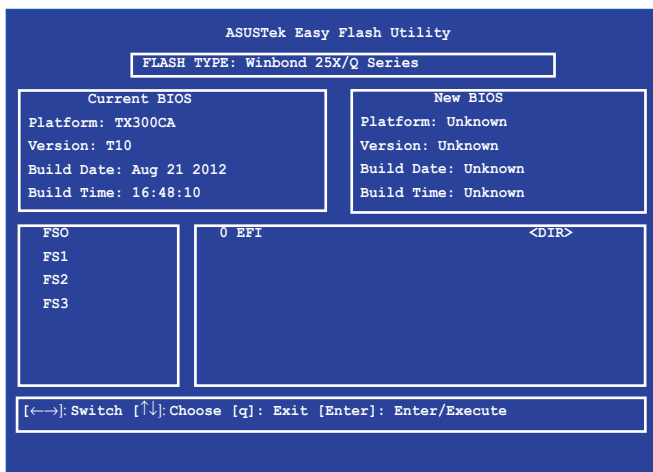 ASUSTek Easy Flash Utility
FLASH TYPE: Winbond 25X/Q Series
Current BIOS
Platform: TX300CA
Version: T10
Build Date: Aug 21 2012
Build Time: 16:48:10
New BIOS
Platform: Unknown
Version: Unknown
Build Date: Unknown
Build Time: Unknown
FSO
FS1
FS2
FS3
0 EFI <DIR>
[←→]: Switch [↑↓]: Choose [q]: Exit [Enter]: Enter/Execute